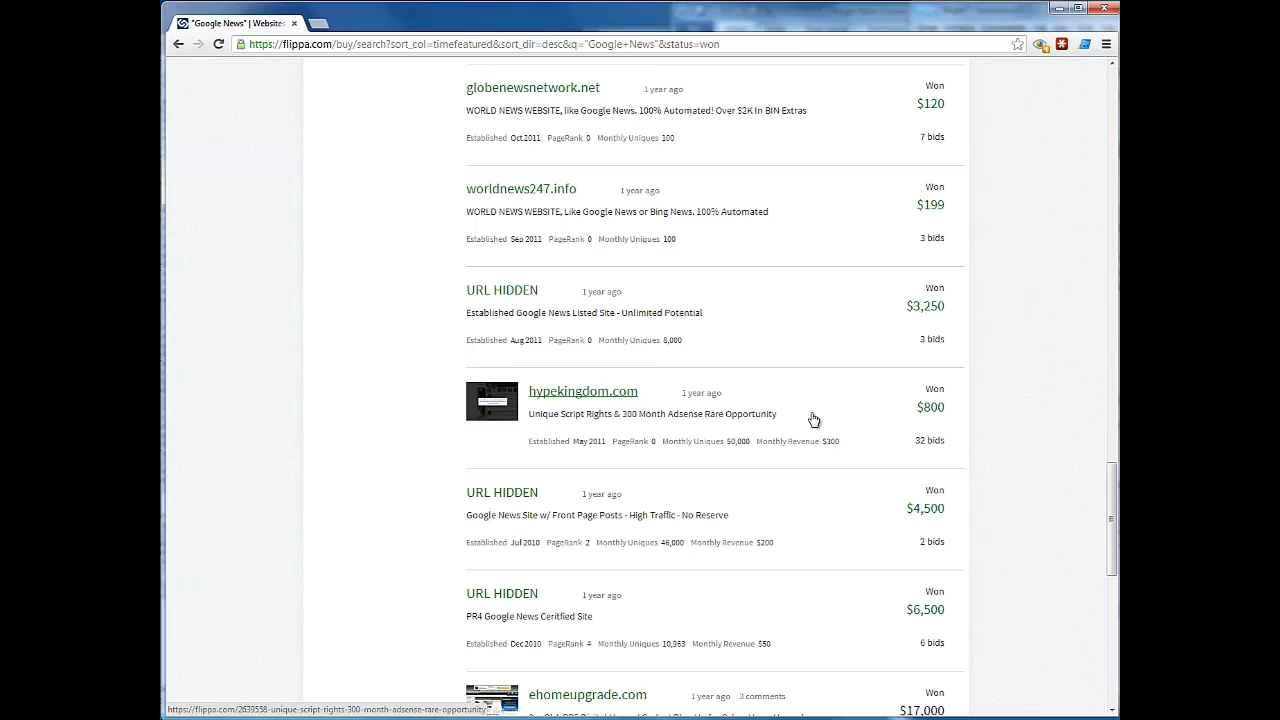 "Google News" | Websites
https://flippa.com/buy/search?sort_col=timefeatured&sort_dir=desc&q="Google+News"&status=won
globenewsnetwork.net 1 year ago Won
WORLD NEWS WEBSITE, like Google News. 100% Automated! Over $2K In BIN Extras $120
Established Oct 2011 PageRank 0 Monthly Uniques 100 7 bids
worldnews247.info 1 year ago Won
WORLD NEWS WEBSITE, Like Google News or Bing News. 100% Automated $199
Established Sep 2011 PageRank 0 Monthly Uniques 100 3 bids
URL HIDDEN 1 year ago Won
Established Google News Listed Site - Unlimited Potential $3,250
Established Aug 2011 PageRank 0 Monthly Uniques 8,000 3 bids
hypekingdom.com 1 year ago Won
Unique Script Rights & 300 Month Adsense Rare Opportunity $800
Established May 2011 PageRank 0 Monthly Uniques 50,000 Monthly Revenue $300 32 bids
URL HIDDEN 1 year ago Won
Google News Site w/ Front Page Posts - High Traffic - No Reserve $4,500
Established Jul 2010 PageRank 2 Monthly Uniques 46,000 Monthly Revenue $200 2 bids
URL HIDDEN 1 year ago Won
PR4 Google News Ceritfied Site $6,500
Established Dec 2010 PageRank 4 Monthly Uniques 10,963 Monthly Revenue $50 6 bids
ehomeupgrade.com 1 year ago 3 comments Won
$17,000
https://flippa.com/2639558-unique-script-rights-300-month-adsense-rare-opportunity